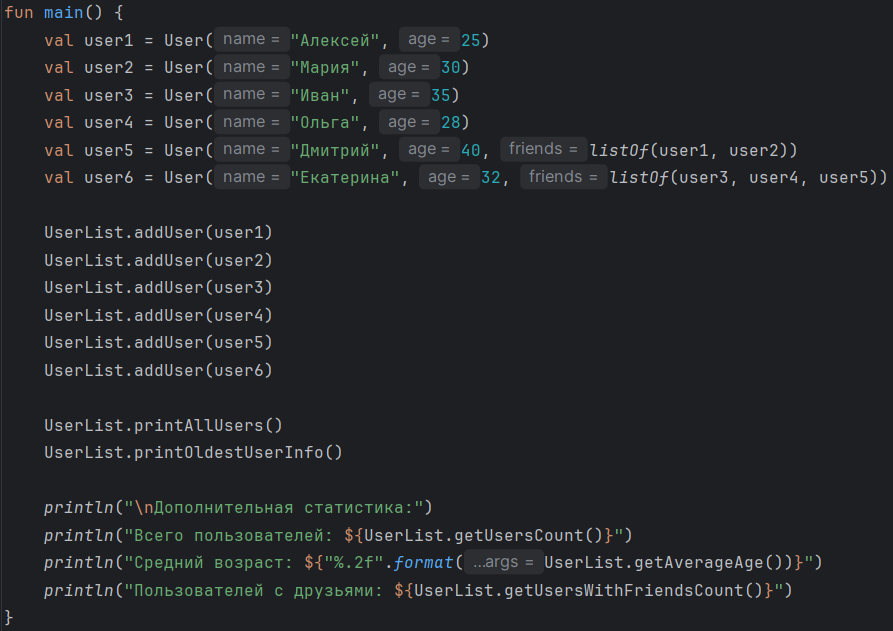 fun main() {
    val user1 = User( name = "Алексей",  age = 25)
    val user2 = User( name = "Мария",  age = 30)
    val user3 = User( name = "Иван",  age = 35)
    val user4 = User( name = "Ольга",  age = 28)
    val user5 = User( name = "Дмитрий",  age = 40,  friends = listOf(user1, user2))
    val user6 = User( name = "Екатерина",  age = 32,  friends = listOf(user3, user4, user5))

    UserList.addUser(user1)
    UserList.addUser(user2)
    UserList.addUser(user3)
    UserList.addUser(user4)
    UserList.addUser(user5)
    UserList.addUser(user6)

    UserList.printAllUsers()
    UserList.printOldestUserInfo()

    println("\nДополнительная статистика:")
    println("Всего пользователей: ${UserList.getUsersCount()}")
    println("Средний возраст: ${"%.2f".format( ...args = UserList.getAverageAge())}")
    println("Пользователей с друзьями: ${UserList.getUsersWithFriendsCount()}")
}